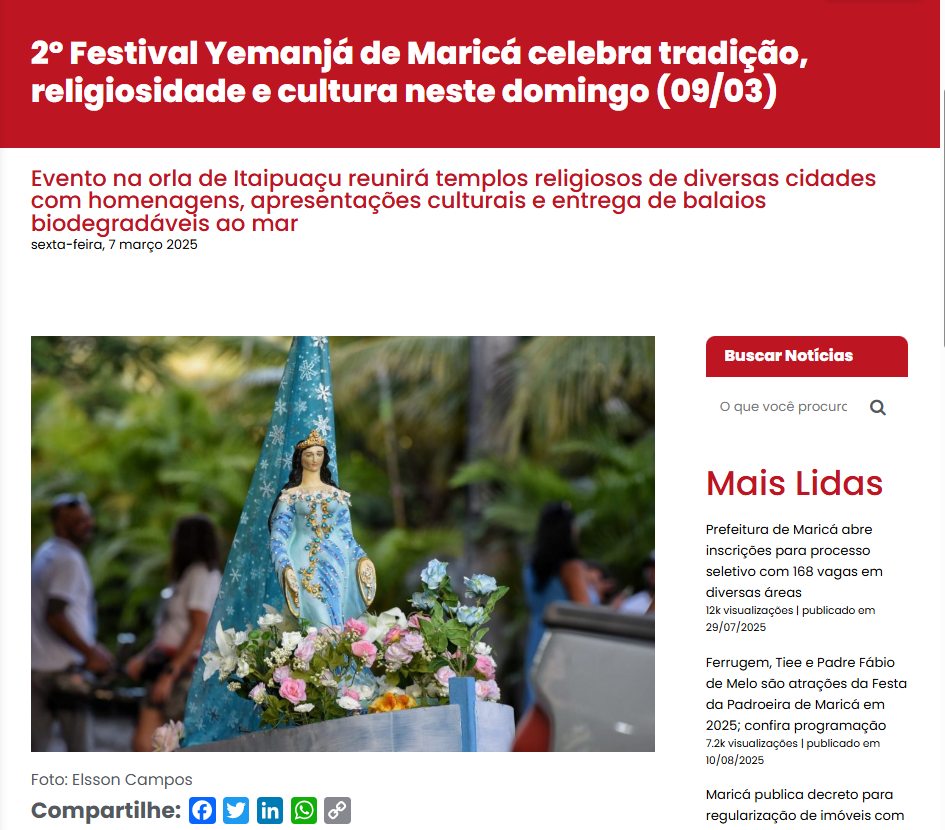 2º Festival Yemanjá de Maricá celebra tradição,
religiosidade e cultura neste domingo (09/03)
Evento na orla de Itaipuaçu reunirá templos religiosos de diversas cidades
com homenagens, apresentações culturais e entrega de balaios
biodegradáveis ao mar
sexta-feira, 7 março 2025
Foto: Elsson Campos
Compartilhe:
Buscar Notícias
O que você procurc
Mais Lidas
Prefeitura de Maricá abre
inscrições para processo
seletivo com 168 vagas em
diversas áreas
12k visualizações | publicado em
29/07/2025
Ferrugem, Tiee e Padre Fábio
de Melo são atrações da Festa
da Padroeira de Maricá em
2025; confira programação
7.2k visualizações | publicado em
10/08/2025
Maricá publica decreto para
regularização de imóveis com